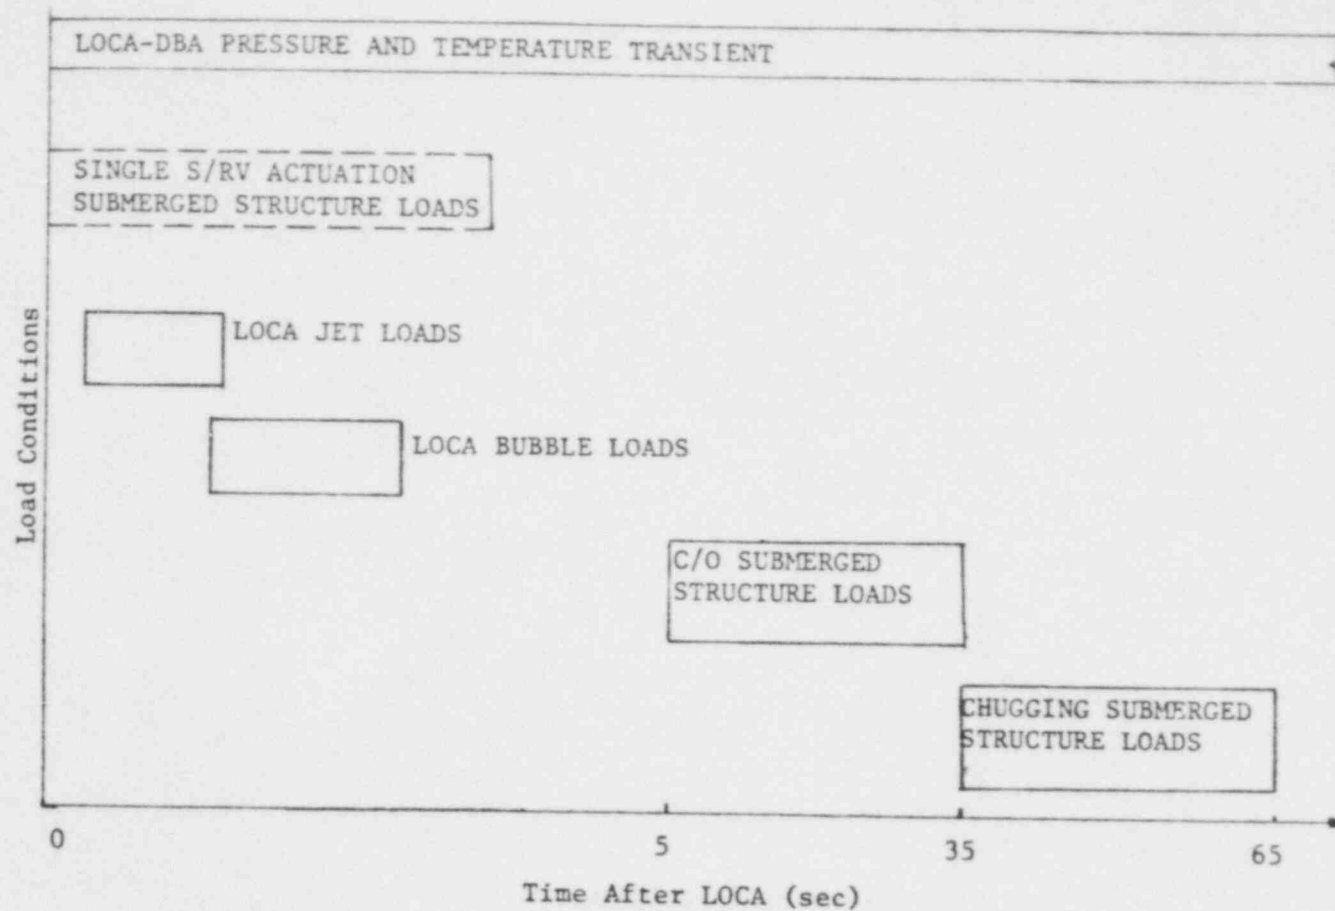 LOCA-DBA PRESSURE AND TEMPERATURE TRANSIENT
SINGLE S/RV ACTUATION
SUBMERGED STRUCTURE LOADS
LOCA JET LOADS
LOCA BUBBLE LOADS
C/O SUBMERGED
STRUCTURE LOADS
CHUGGING SUBMERGED
STRUCTURE LOADS
Load Conditions
0
5
35
65
Time After LOCA (sec)